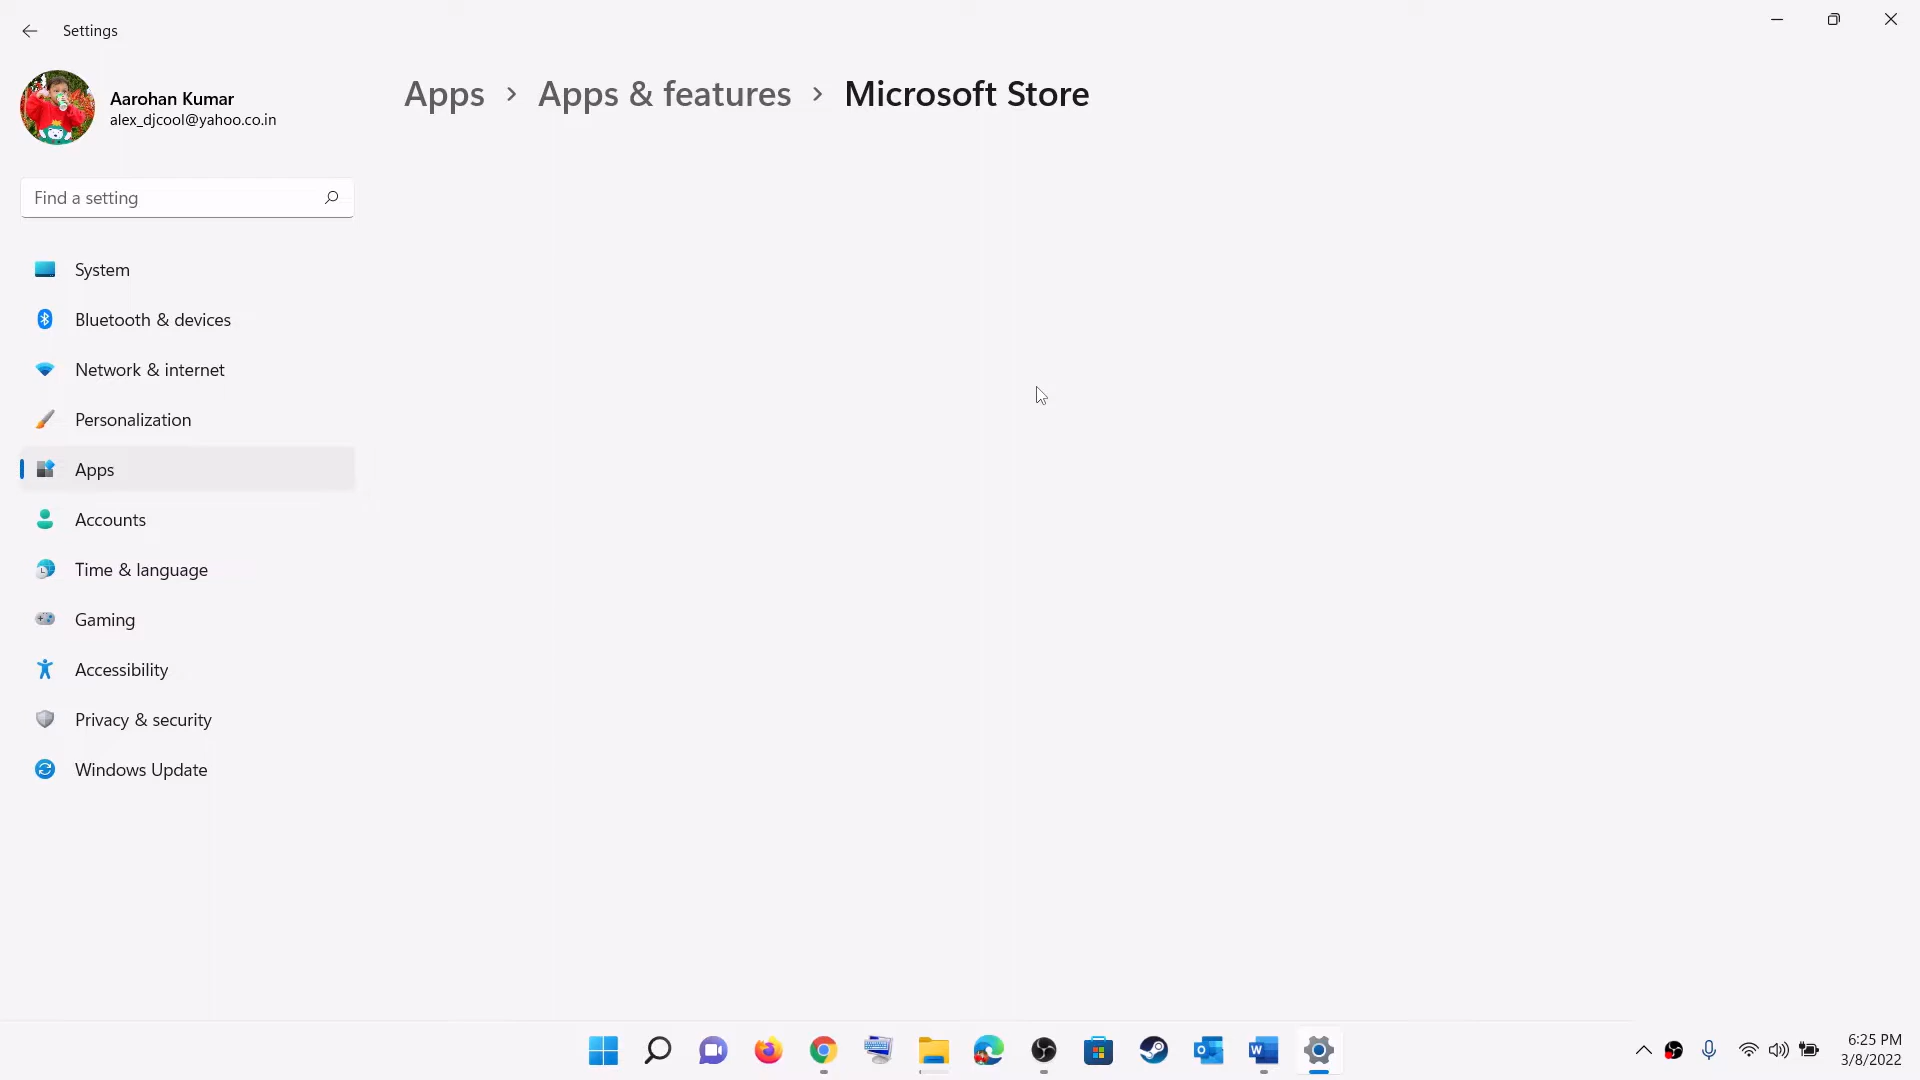 Settings
Aarohan Kumar
alex_djcool@yahoo.co.in
Apps > Apps & features > Microsoft Store
Find a setting
System
Bluetooth & devices
Network & internet
Personalization
Apps
Accounts
Time & language
Gaming
Accessibility
Privacy & security
Windows Update
6:25 PM
3/8/2022